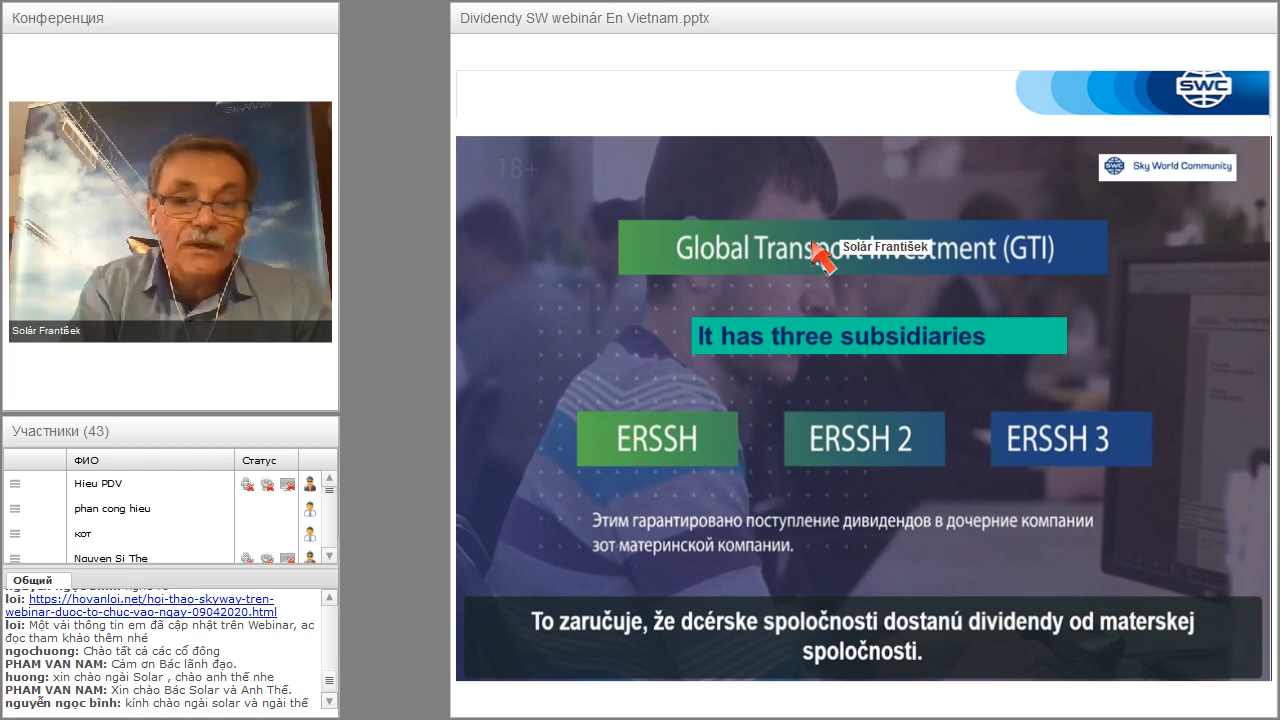 Конференция
SKYWAY
Solár František
Участники (43)
ФИО Статус
Hieu PDV
phan cong hieu
кот
Nguyen Si The
Общий
loi: https://hovanloi.net/hoi-thao-skyway-tren-
webinar-duoc-to-chuc-vao-ngay-09042020.html
loi: Một vài thông tin em đã cập nhật trên Webinar, ac
đọc tham khảo thêm nhé
ngochuong: Chào tất cả các cổ đông
PHAM VAN NAM: Cám ơn Bác lãnh đạo.
huong: xin chào ngài Solar , chào anh thế nhe
PHAM VAN NAM: Xin chào Bác Solar và Anh Thế.
nguyễn ngọc bình: kính chào ngài solar và ngài thế
Dividendy SW webinár En Vietnam.pptx
SWC
18+
Sky World Community
Global Transport Investment (GTI)
Solár František
It has three subsidiaries
ERSSH ERSSH 2 ERSSH 3
Этим гарантировано поступление дивидендов в дочерние компании
зот материнской компании.
To zaručuje, že dcérske spoločnosti dostanú dividendy od materskej
spoločnosti.